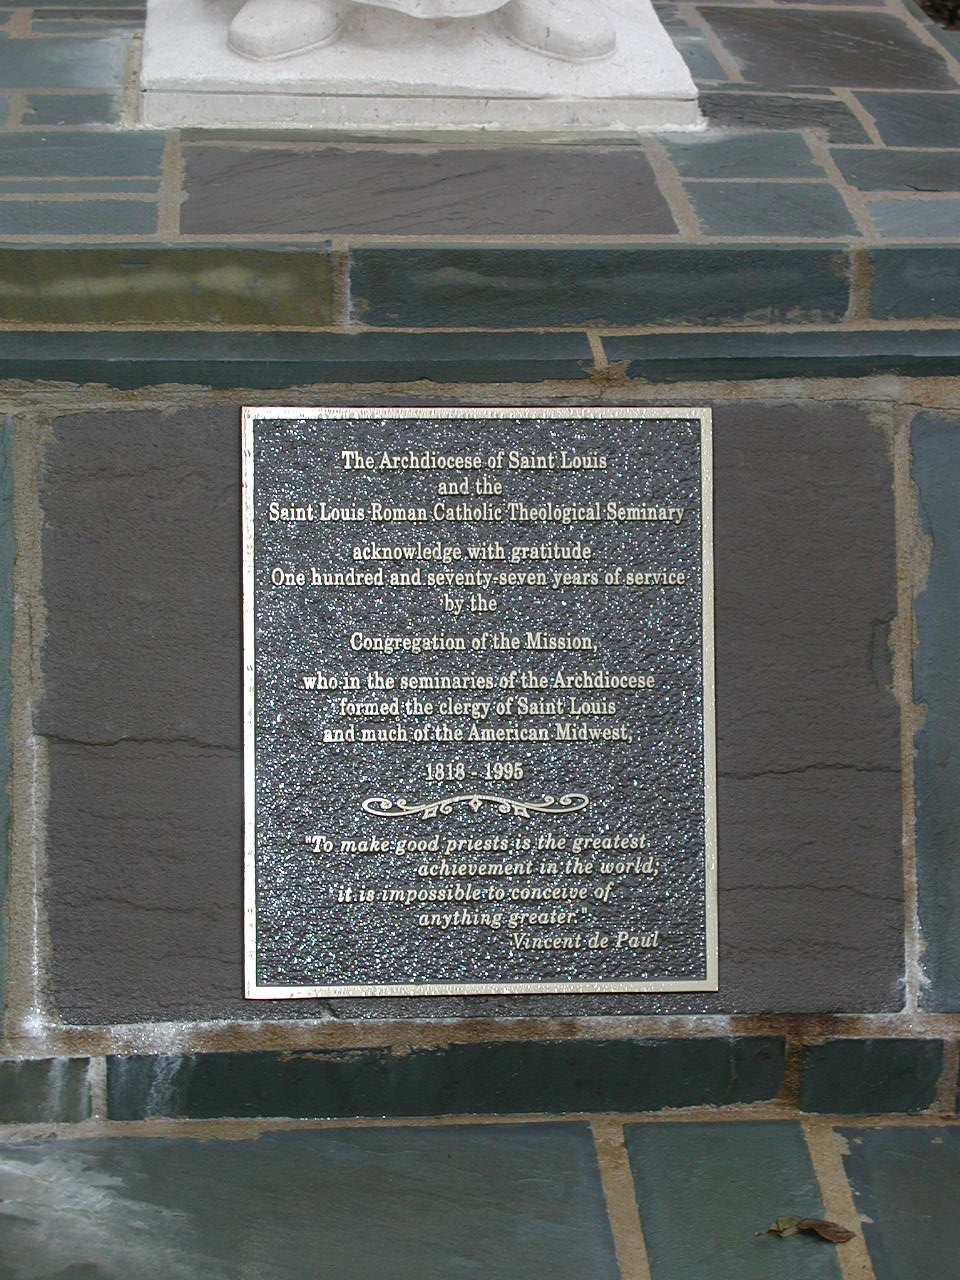 The Archdiocese of Saint Louis
and the
Saint Louis Roman Catholic Theological Seminary
acknowledge with gratitude
One hundred and seventy-seven years of service
by the
Congregation of the Mission,
who in the seminaries of the Archdiocese
formed the clergy of Saint Louis
and much of the American Midwest,
1818 - 1995
"To make good priests is the greatest
achievement in the world;
it is impossible to conceive of
anything greater."
Vincent de Paul